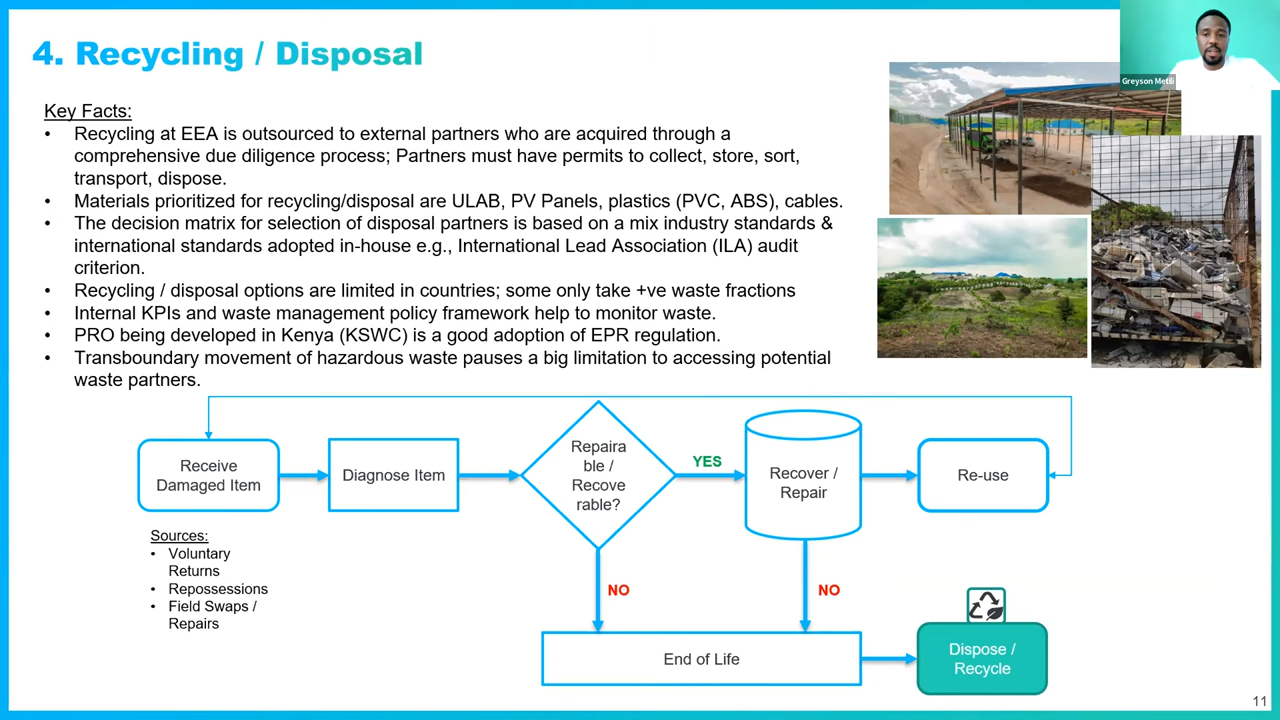 4. Recycling / Disposal
Greyson Metili
Key Facts:
• Recycling at EEA is outsourced to external partners who are acquired through a
comprehensive due diligence process; Partners must have permits to collect, store, sort,
transport, dispose.
• Materials prioritized for recycling/disposal are ULAB, PV Panels, plastics (PVC, ABS), cables.
• The decision matrix for selection of disposal partners is based on a mix industry standards &
international standards adopted in-house e.g., International Lead Association (ILA) audit
criterion.
• Recycling / disposal options are limited in countries; some only take +ve waste fractions
• Internal KPIs and waste management policy framework help to monitor waste.
• PRO being developed in Kenya (KSWC) is a good adoption of EPR regulation.
• Transboundary movement of hazardous waste pauses a big limitation to accessing potential
waste partners.
Receive
Damaged Item
Diagnose Item
Repaira
ble /
Recove
rable?
YES
Recover /
Repair
Re-use
Sources:
• Voluntary
Returns
• Repossessions
• Field Swaps /
Repairs
NO
NO
End of Life
Dispose /
Recycle
11